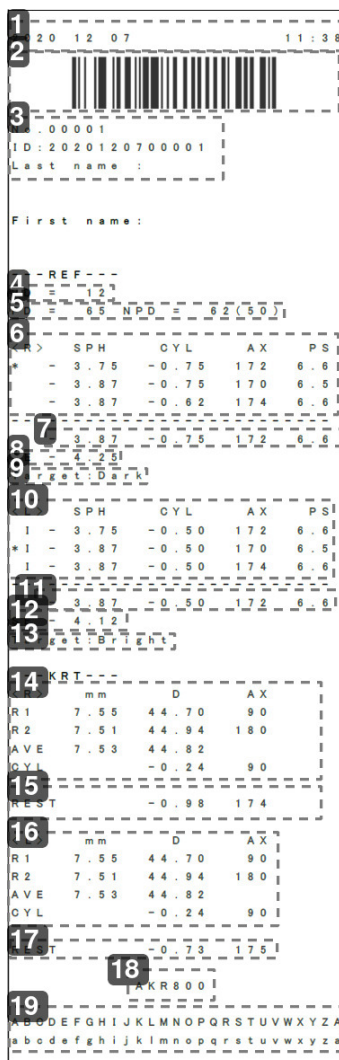 1
020 12 07 11:38
2
3
No.00001
ID:2020120700001
Last name :
First name:
4
---REF---
5
D = 12
D = 65 NPD = 62(50)
6
<R> SPH CYL AX PS
* - 3.75 -0.75 172 6.6
- 3.87 -0.75 170 6.5
- 3.87 -0.62 174 6.6
7
- 3.87 -0.75 172 6.6
8
- 4.25
9
arget:Dark
10
L> SPH CYL AX PS
I - 3.75 -0.50 172 6.6
*I - 3.87 -0.50 170 6.5
I - 3.87 -0.50 174 6.6
11
3.87 -0.50 172 6.6
12
- 4.12
13
get:Bright
14
-KRT---
mm D AX
R1 7.55 44.70 90
R2 7.51 44.94 180
AVE 7.53 44.82
CYL -0.24 90
15
REST -0.98 174
16
mm D AX
R1 7.55 44.70 90
R2 7.51 44.94 180
AVE 7.53 44.82
CYL -0.24 90
17
REST -0.73 175
18
AKR800
19
ABCDEFGHIJKLMNOPQRSTUVWXYZA
abcdefghijklmnopqrstuvwxyza